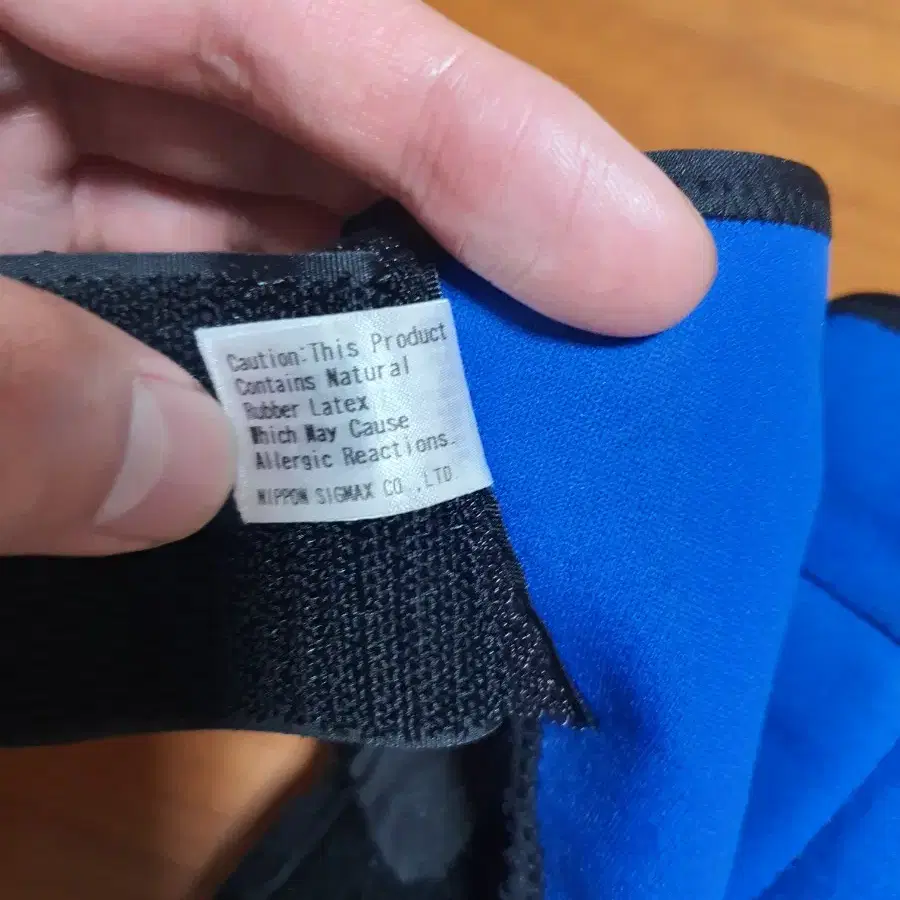 Caution:This Product
Contains Natural
Rubber Latex
Which May Cause
Allergic Reactions.
NIPPON SIGMAX CO.,LTD.